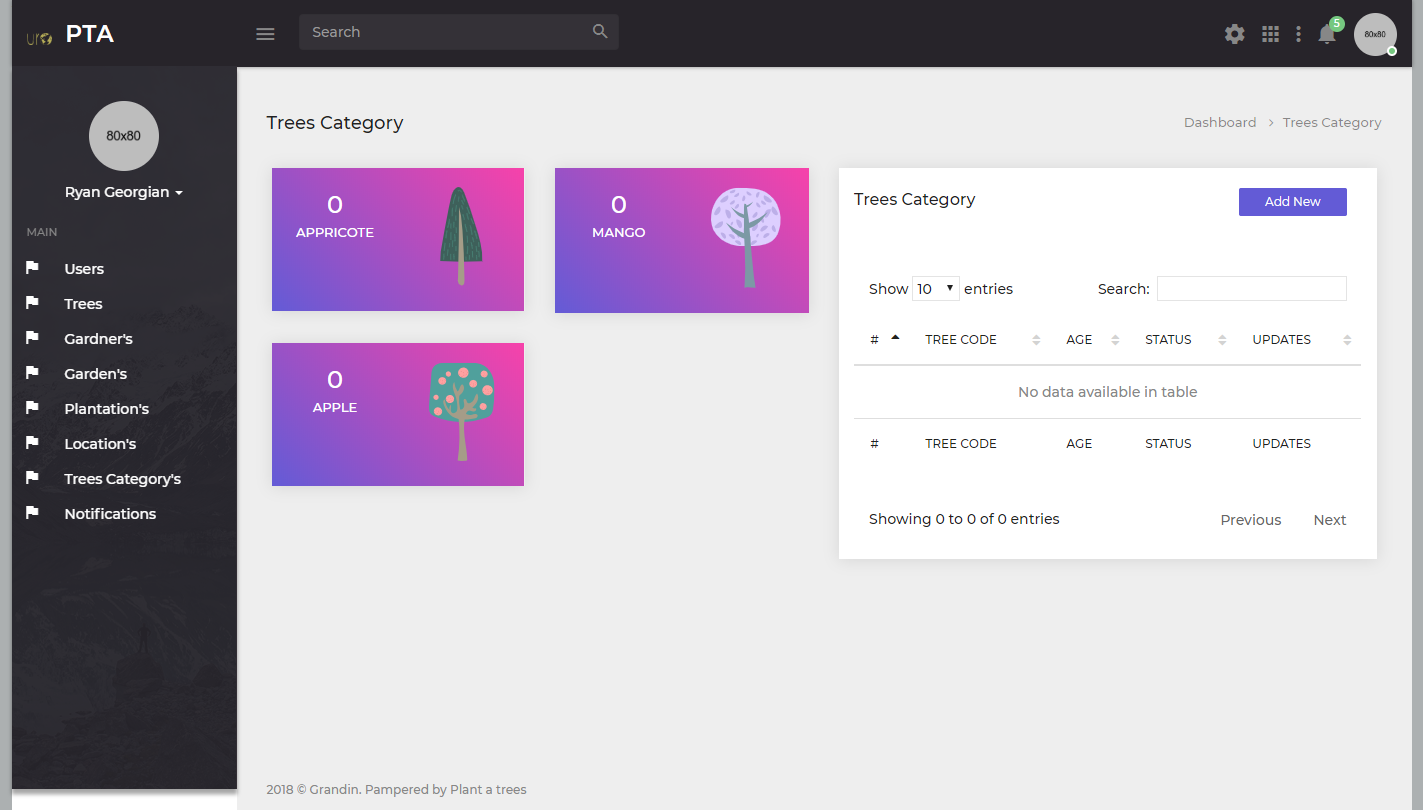 uro PTA
Search
5
80x80
80x80
Ryan Georgian
MAIN
Users
Trees
Gardner's
Garden's
Plantation's
Location's
Trees Category's
Notifications
Trees Category
Dashboard > Trees Category
0
APPRICOTE
0
MANGO
0
APPLE
Trees Category
Add New
Show 10 entries
Search:
# TREE CODE AGE STATUS UPDATES
No data available in table
# TREE CODE AGE STATUS UPDATES
Showing 0 to 0 of 0 entries
Previous Next
2018 © Grandin. Pampered by Plant a trees